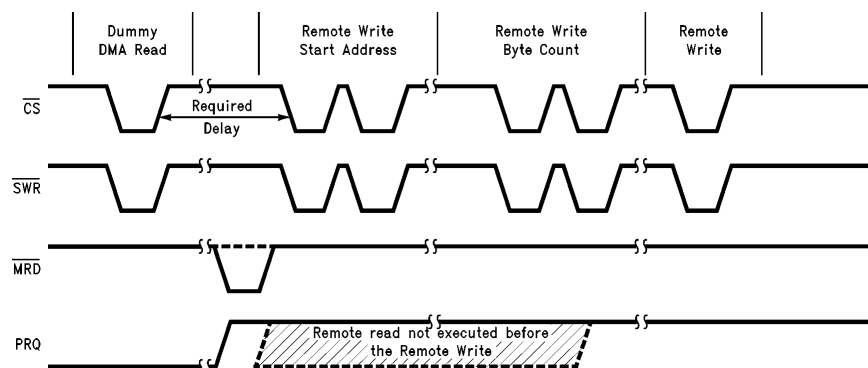 Dummy
DMA Read
Remote Write
Start Address
Remote Write
Byte Count
Remote
Write
CS
Required
Delay
SWR
MRD
PRQ
Remote read not executed before
the Remote Write